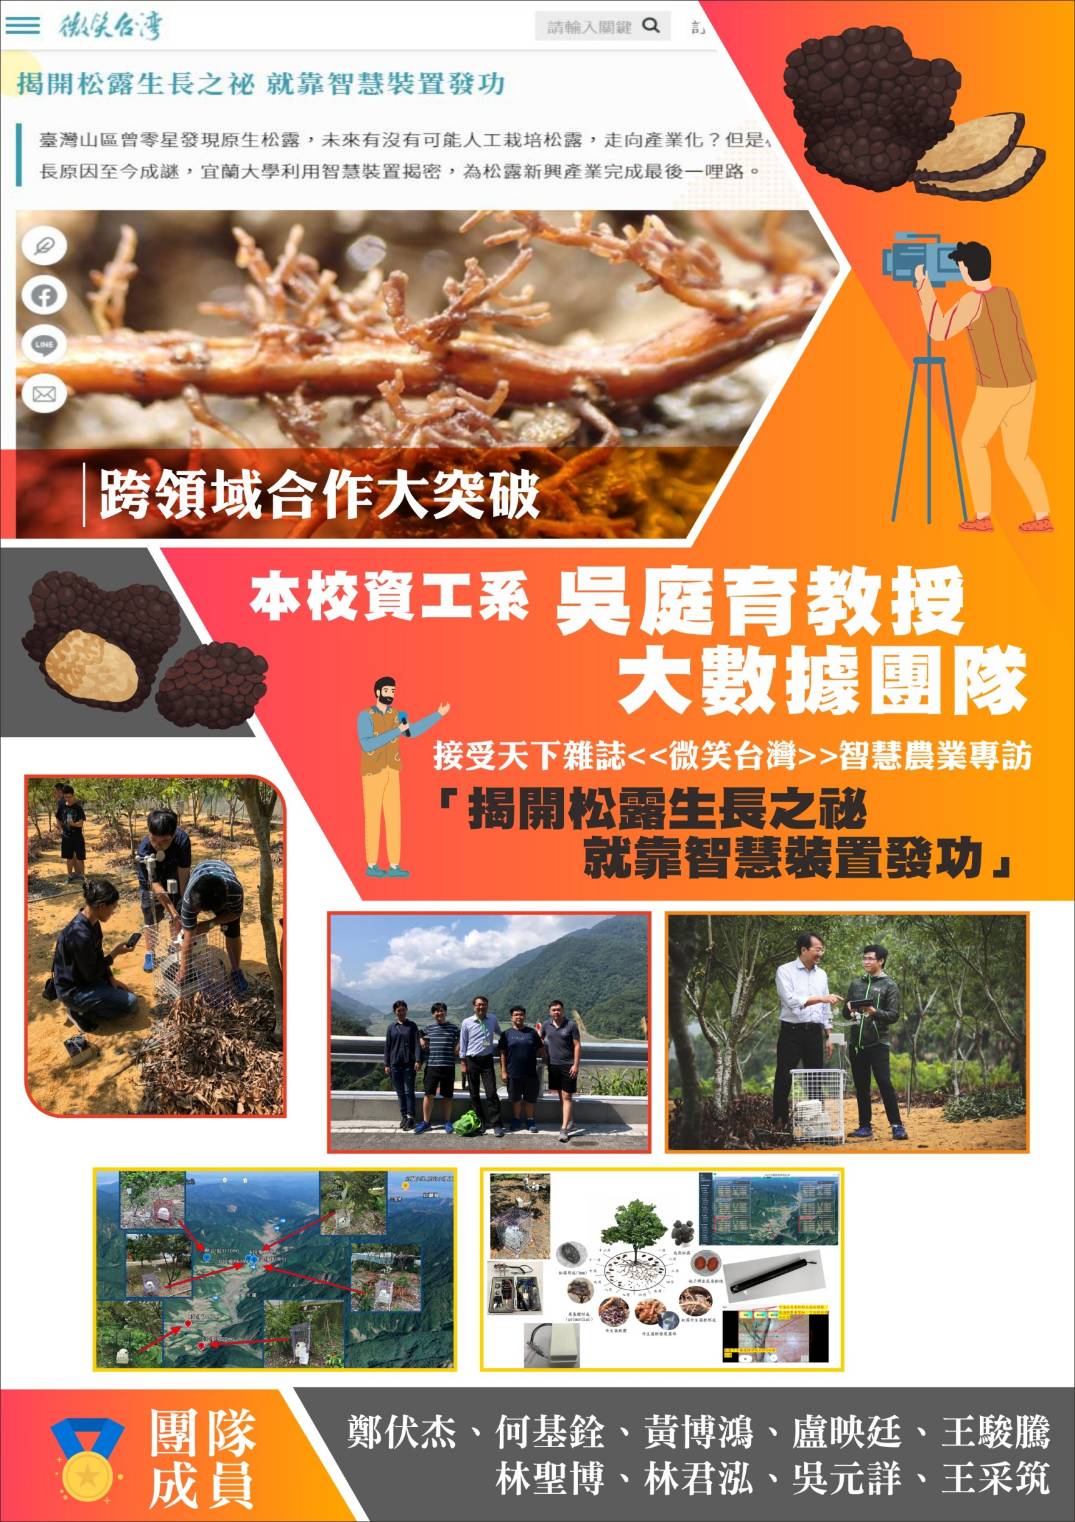 微笑台灣
請輸入關鍵
揭開松露生長之祕 就靠智慧裝置發功
臺灣山區曾零星發現原生松露，未來有沒有可能人工栽培松露，走向產業化？但是
長原因至今成謎，宜蘭大學利用智慧裝置揭密，為松露新興產業完成最後一哩路。
LINE
跨領域合作大突破
本校資工系 吳庭育教授
大數據團隊
接受天下雜誌<<微笑台灣>>智慧農業專訪
「揭開松露生長之祕
就靠智慧裝置發功」
團隊
成員
鄭伏杰、何基銓、黃博鴻、盧映廷、王駿騰
林聖博、林君泓、吳元詳、王采筑